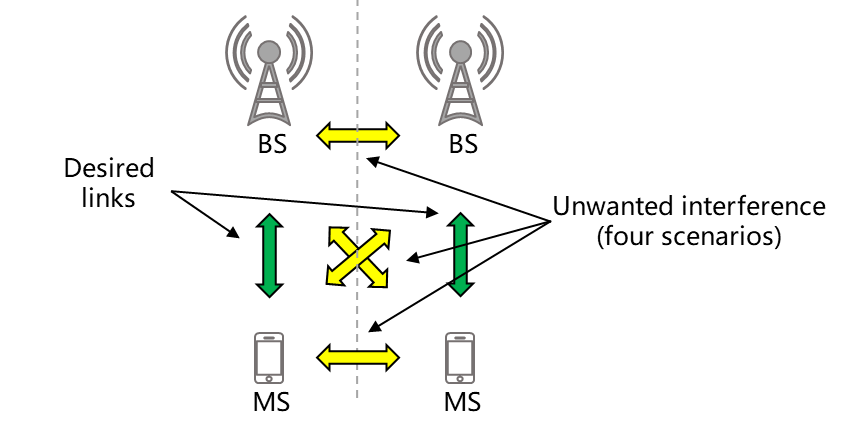 BS
BS
Desired
links
Unwanted interference
(four scenarios)
MS
MS